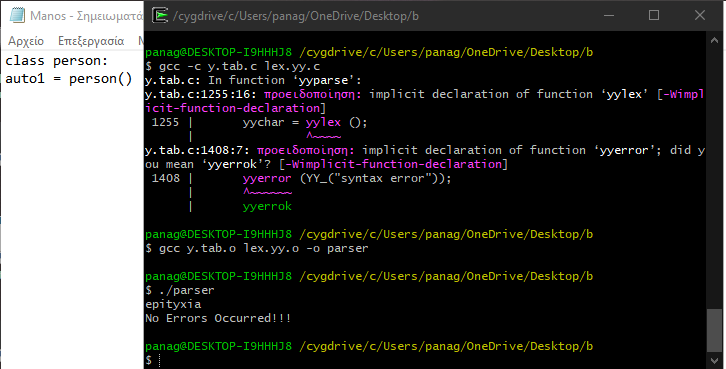 Manos - Σημειωματά
Αρχείο Επεξεργασία
class person:
auto1 = person()
/cygdrive/c/Users/panag/OneDrive/Desktop/b
panag@DESKTOP-I9HHHJ8 /cygdrive/c/Users/panag/OneDrive/Desktop/b
$ gcc -c y.tab.c lex.yy.c
y.tab.c: In function ‘yyparse’:
y.tab.c:1255:16: προειδοποίηση: implicit declaration of function ‘yylex’ [-Wimpl
icit-function-declaration]
1255 | yychar = yylex ();
| ^~~~~
y.tab.c:1408:7: προειδοποίηση: implicit declaration of function ‘yyerror’; did y
ou mean ‘yyerrok’? [-Wimplicit-function-declaration]
1408 | yyerror (YY_("syntax error"));
| ^~~~~~~
| yyerrok
panag@DESKTOP-I9HHHJ8 /cygdrive/c/Users/panag/OneDrive/Desktop/b
$ gcc y.tab.o lex.yy.o -o parser
panag@DESKTOP-I9HHHJ8 /cygdrive/c/Users/panag/OneDrive/Desktop/b
$ ./parser
epityxia
No Errors Occurred!!!
panag@DESKTOP-I9HHHJ8 /cygdrive/c/Users/panag/OneDrive/Desktop/b
$